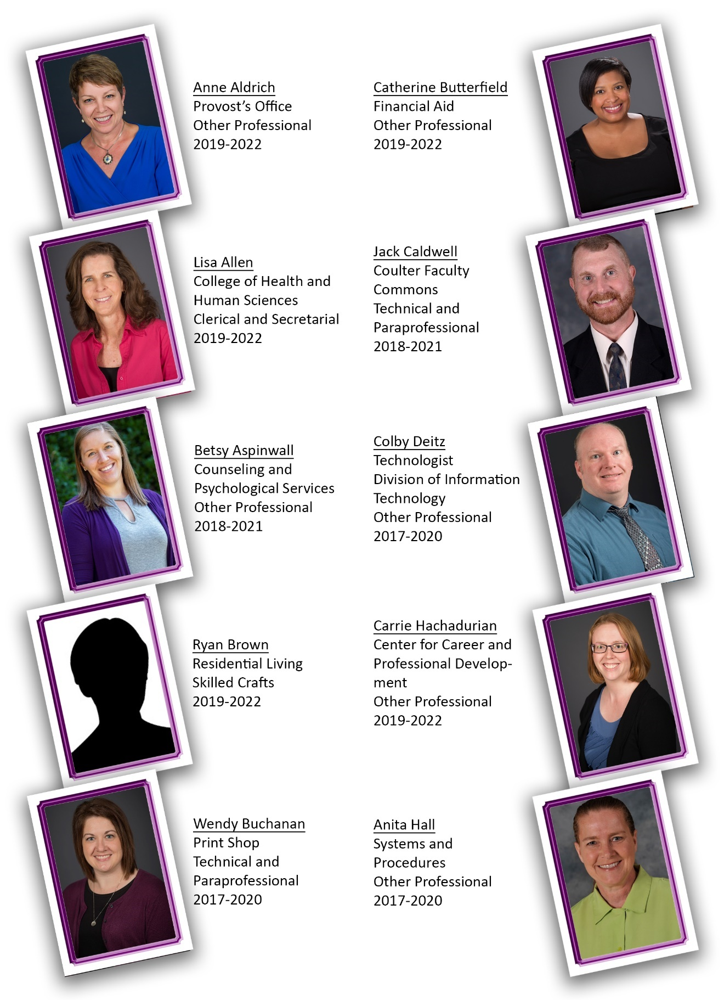 Anne Aldrich
Provost’s Office
Other Professional
2019-2022
Lisa Allen
College of Health and
Human Sciences
Clerical and Secretarial
2019-2022
Betsy Aspinwall
Counseling and
Psychological Services
Other Professional
2018-2021
Ryan Brown
Residential Living
Skilled Crafts
2019-2022
Wendy Buchanan
Print Shop
Technical and
Paraprofessional
2017-2020
Catherine Butterfield
Financial Aid
Other Professional
2019-2022
Jack Caldwell
Coulter Faculty
Commons
Technical and
Paraprofessional
2018-2021
Colby Deitz
Technologist
Division of Information
Technology
Other Professional
2017-2020
Carrie Hachadurian
Center for Career and
Professional Develop-
ment
Other Professional
2019-2022
Anita Hall
Systems and
Procedures
Other Professional
2017-2020